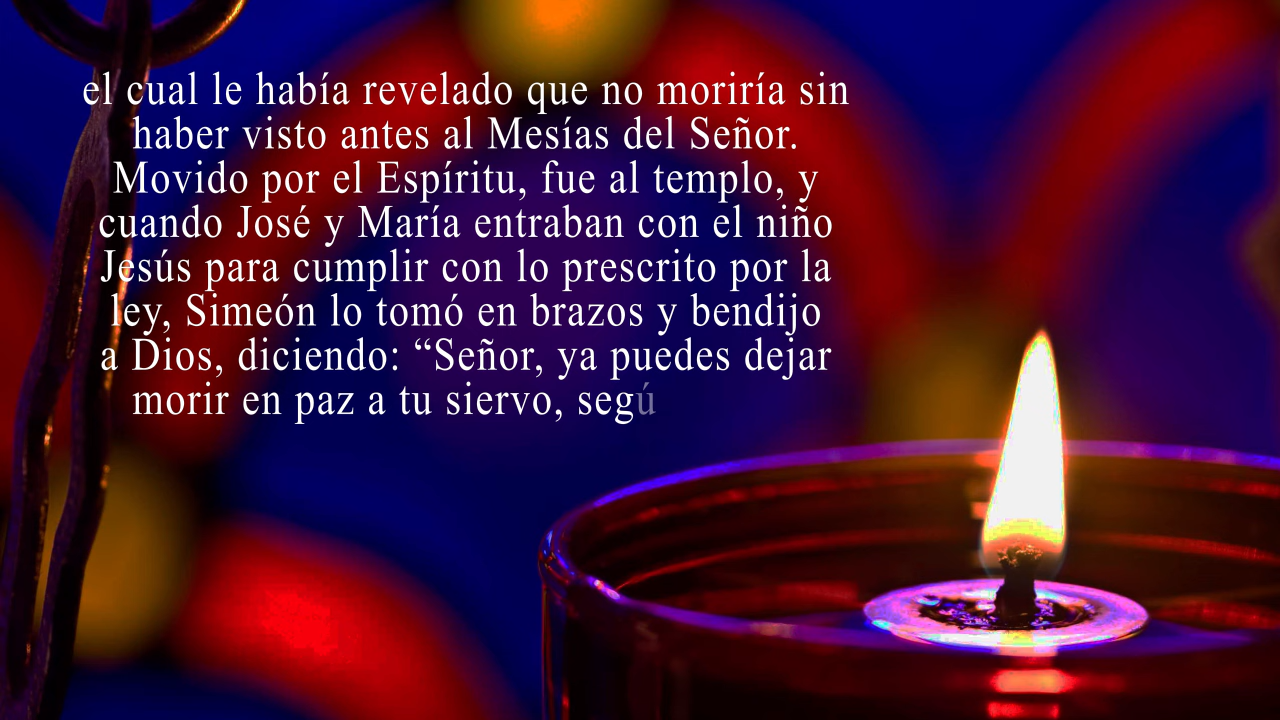 el cual le había revelado que no moriría sin
haber visto antes al Mesías del Señor.
Movido por el Espíritu, fue al templo, y
cuando José y María entraban con el niño
Jesús para cumplir con lo prescrito por la
ley, Simeón lo tomó en brazos y bendijo
a Dios, diciendo: “Señor, ya puedes dejar
morir en paz a tu siervo, segú